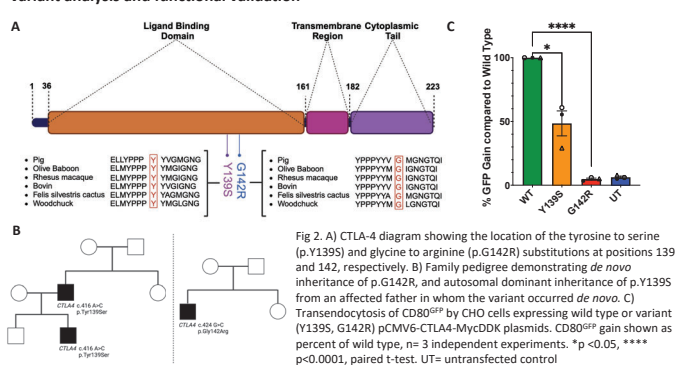 variant analysis and functional validation
A
Ligand Binding
Domain
Transmembrane
Region
Cytoplasmic
Tail
1
36
161
182
223
• Pig
• Olive Baboon
• Rhesus macaque
• Bovin
• Felis silvestris cactus
• Woodchuck
ELLYPPP Y YVGMGNG
ELMYPPP Y YMGIGNG
ELMYPPP Y YMGIGNG
ELMYPPP Y YVGIGNG
ELMYPPP Y YAGMGNG
ELMYPPP Y YMGLGNG
Y139S
G142R
• Pig
• Olive Baboon
• Rhesus macaque
• Bovin
• Felis silvestris cactus
• Woodchuck
YPPPYYV G MGNGTQI
YPPPYYM G IGNGTQI
YPPPYYM G IGNGTQI
YPPPYYV G IGNGTQI
YPPPYYA G MGNGTQI
YPPPYYM G LGNGTQI
B
CTLA4 c.416 A>C
p.Tyr139Ser
CTLA4 c.416 A>C
p.Tyr139Ser
CTLA4 c.424 G>C
p.Gly142Arg
C
****
*
% GFP Gain compared to Wild Type
100
50
0
WT
Y139S
G142R
UT
Fig 2. A) CTLA-4 diagram showing the location of the tyrosine to serine
(p.Y139S) and glycine to arginine (p.G142R) substitutions at positions 139
and 142, respectively. B) Family pedigree demonstrating de novo
inheritance of p.G142R, and autosomal dominant inheritance of p.Y139S
from an affected father in whom the variant occurred de novo. C)
Transendocytosis of CD80GFP by CHO cells expressing wild type or variant
(Y139S, G142R) pCMV6-CTLA4-MycDDK plasmids. CD80GFP gain shown as
percent of wild type, n= 3 independent experiments. *p <0.05, ****
p<0.0001, paired t-test. UT= untransfected control